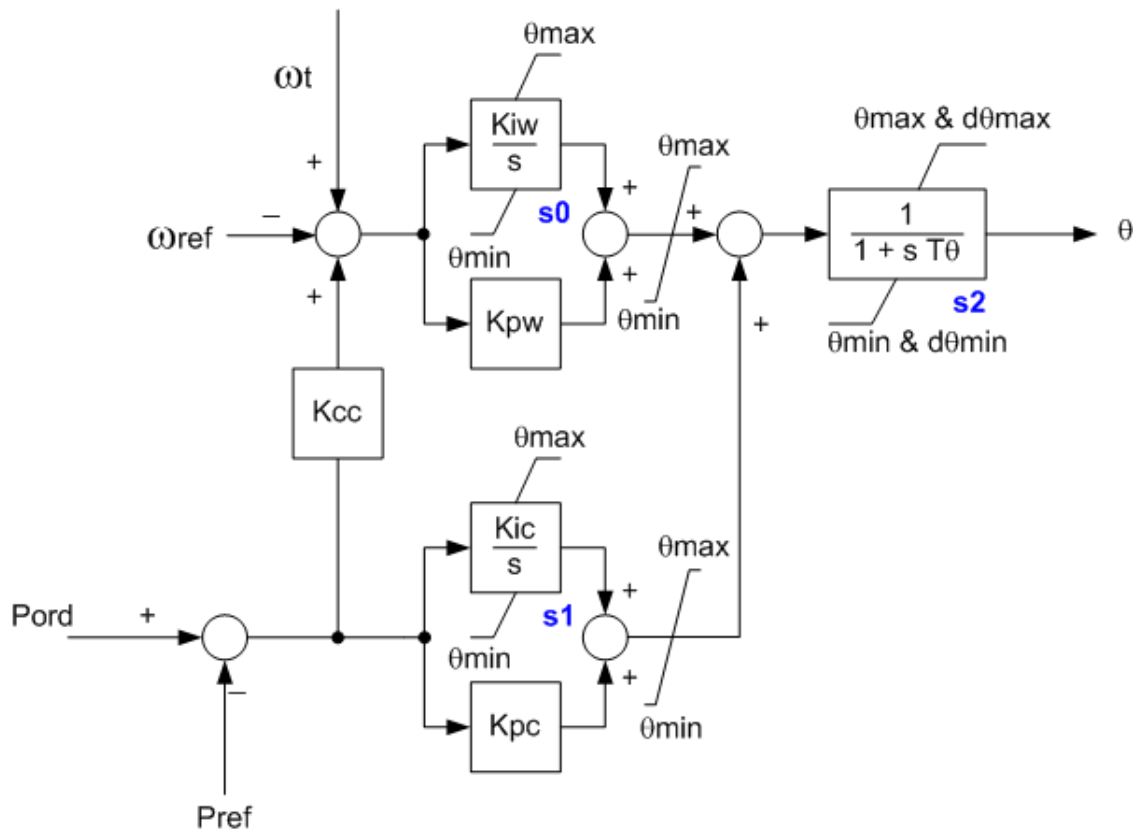 θmax
ωt
Kiw
s
θmax
θmax & dθmax
+
+
+
1
1 + s Tθ
s0
−
ωref
θ
θmin
+
+
s2
Kpw
θmin
+
θmin & dθmin
Kcc
θmax
Kic
s
θmax
Pord
+
+
s1
θmin
−
+
Kpc
θmin
Pref